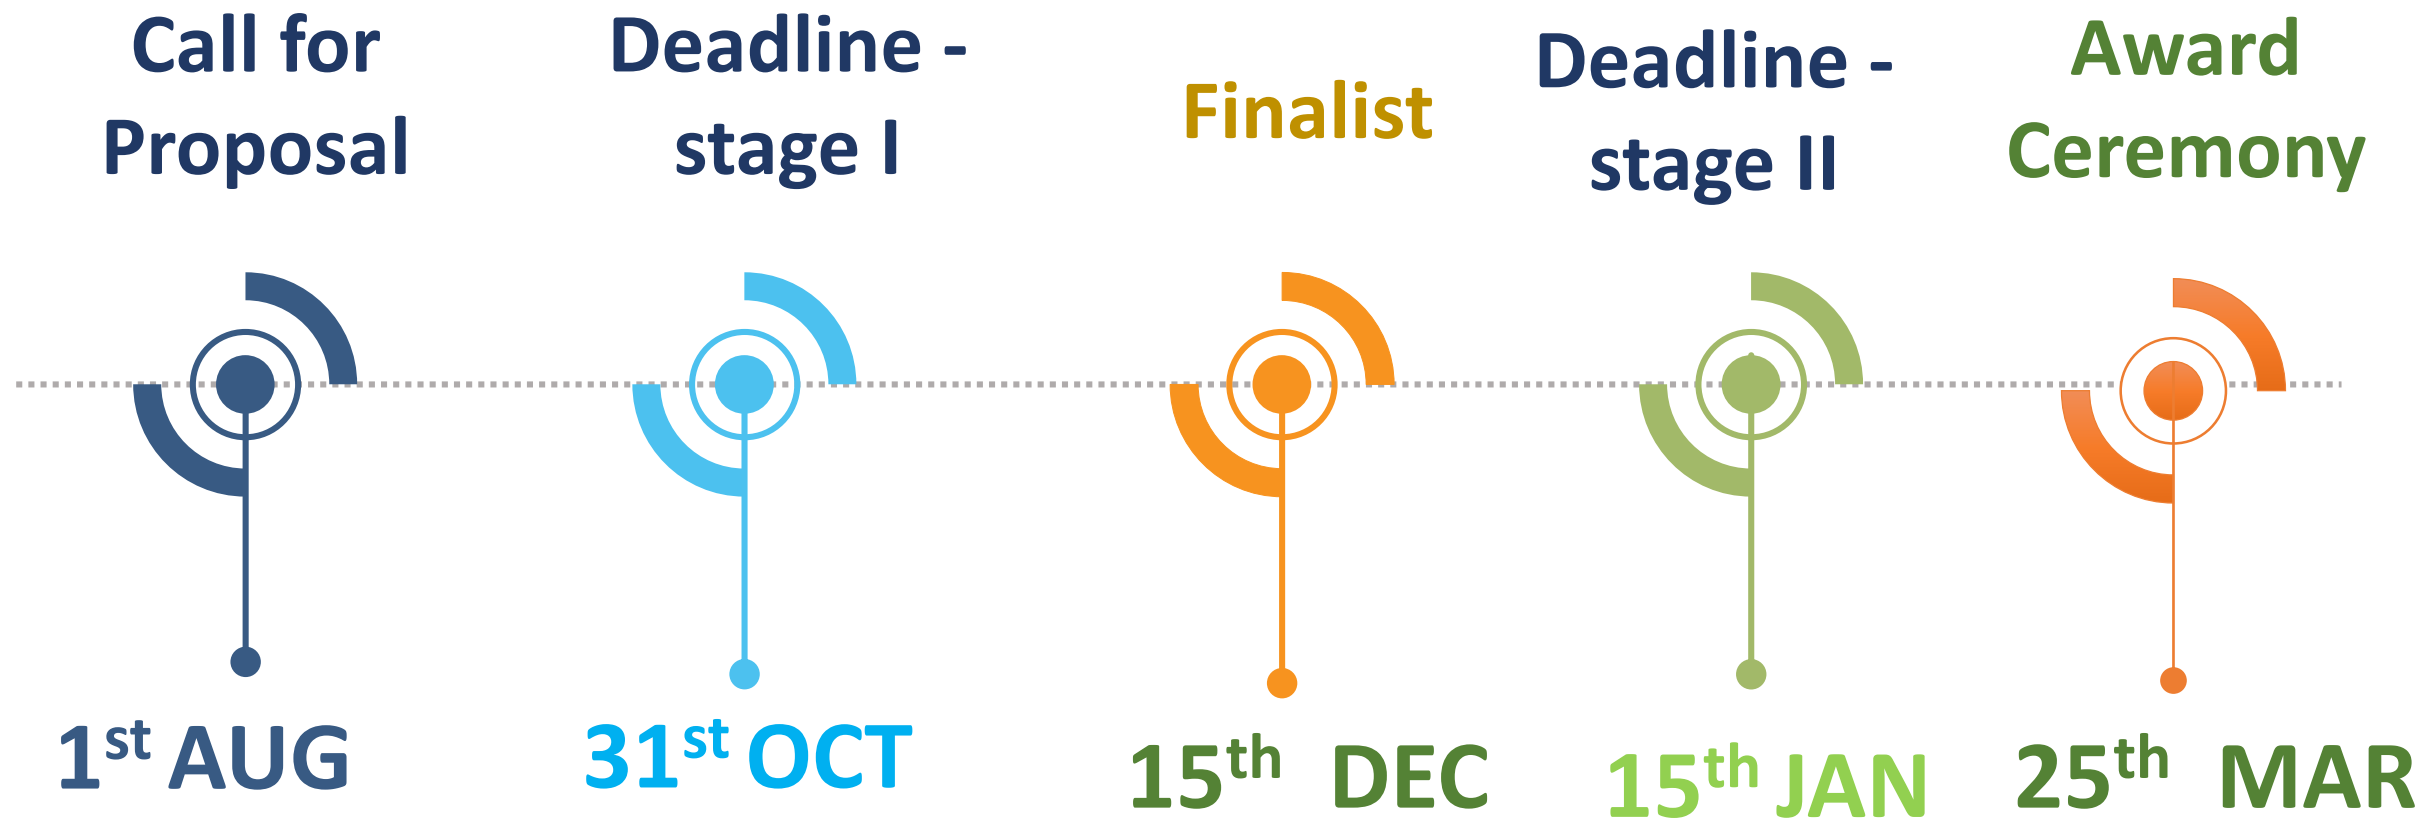 Call for
Proposal
Deadline -
stage I
Finalist
Deadline -
stage II
Award
Ceremony
1st AUG
31st OCT
15th DEC
15th JAN
25th MAR